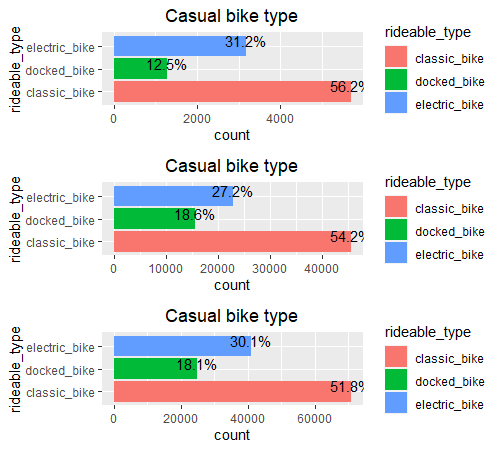 Casual bike type
rideable_type
electric_bike
31.2%
docked_bike
12.5%
classic_bike
56.2%
0 2000 4000
count
rideable_type
classic_bike
docked_bike
electric_bike
Casual bike type
rideable_type
electric_bike
27.2%
docked_bike
18.6%
classic_bike
54.2%
0 10000 20000 30000 40000
count
rideable_type
classic_bike
docked_bike
electric_bike
Casual bike type
rideable_type
electric_bike
30.1%
docked_bike
18.1%
classic_bike
51.8%
0 20000 40000 60000
count
rideable_type
classic_bike
docked_bike
electric_bike